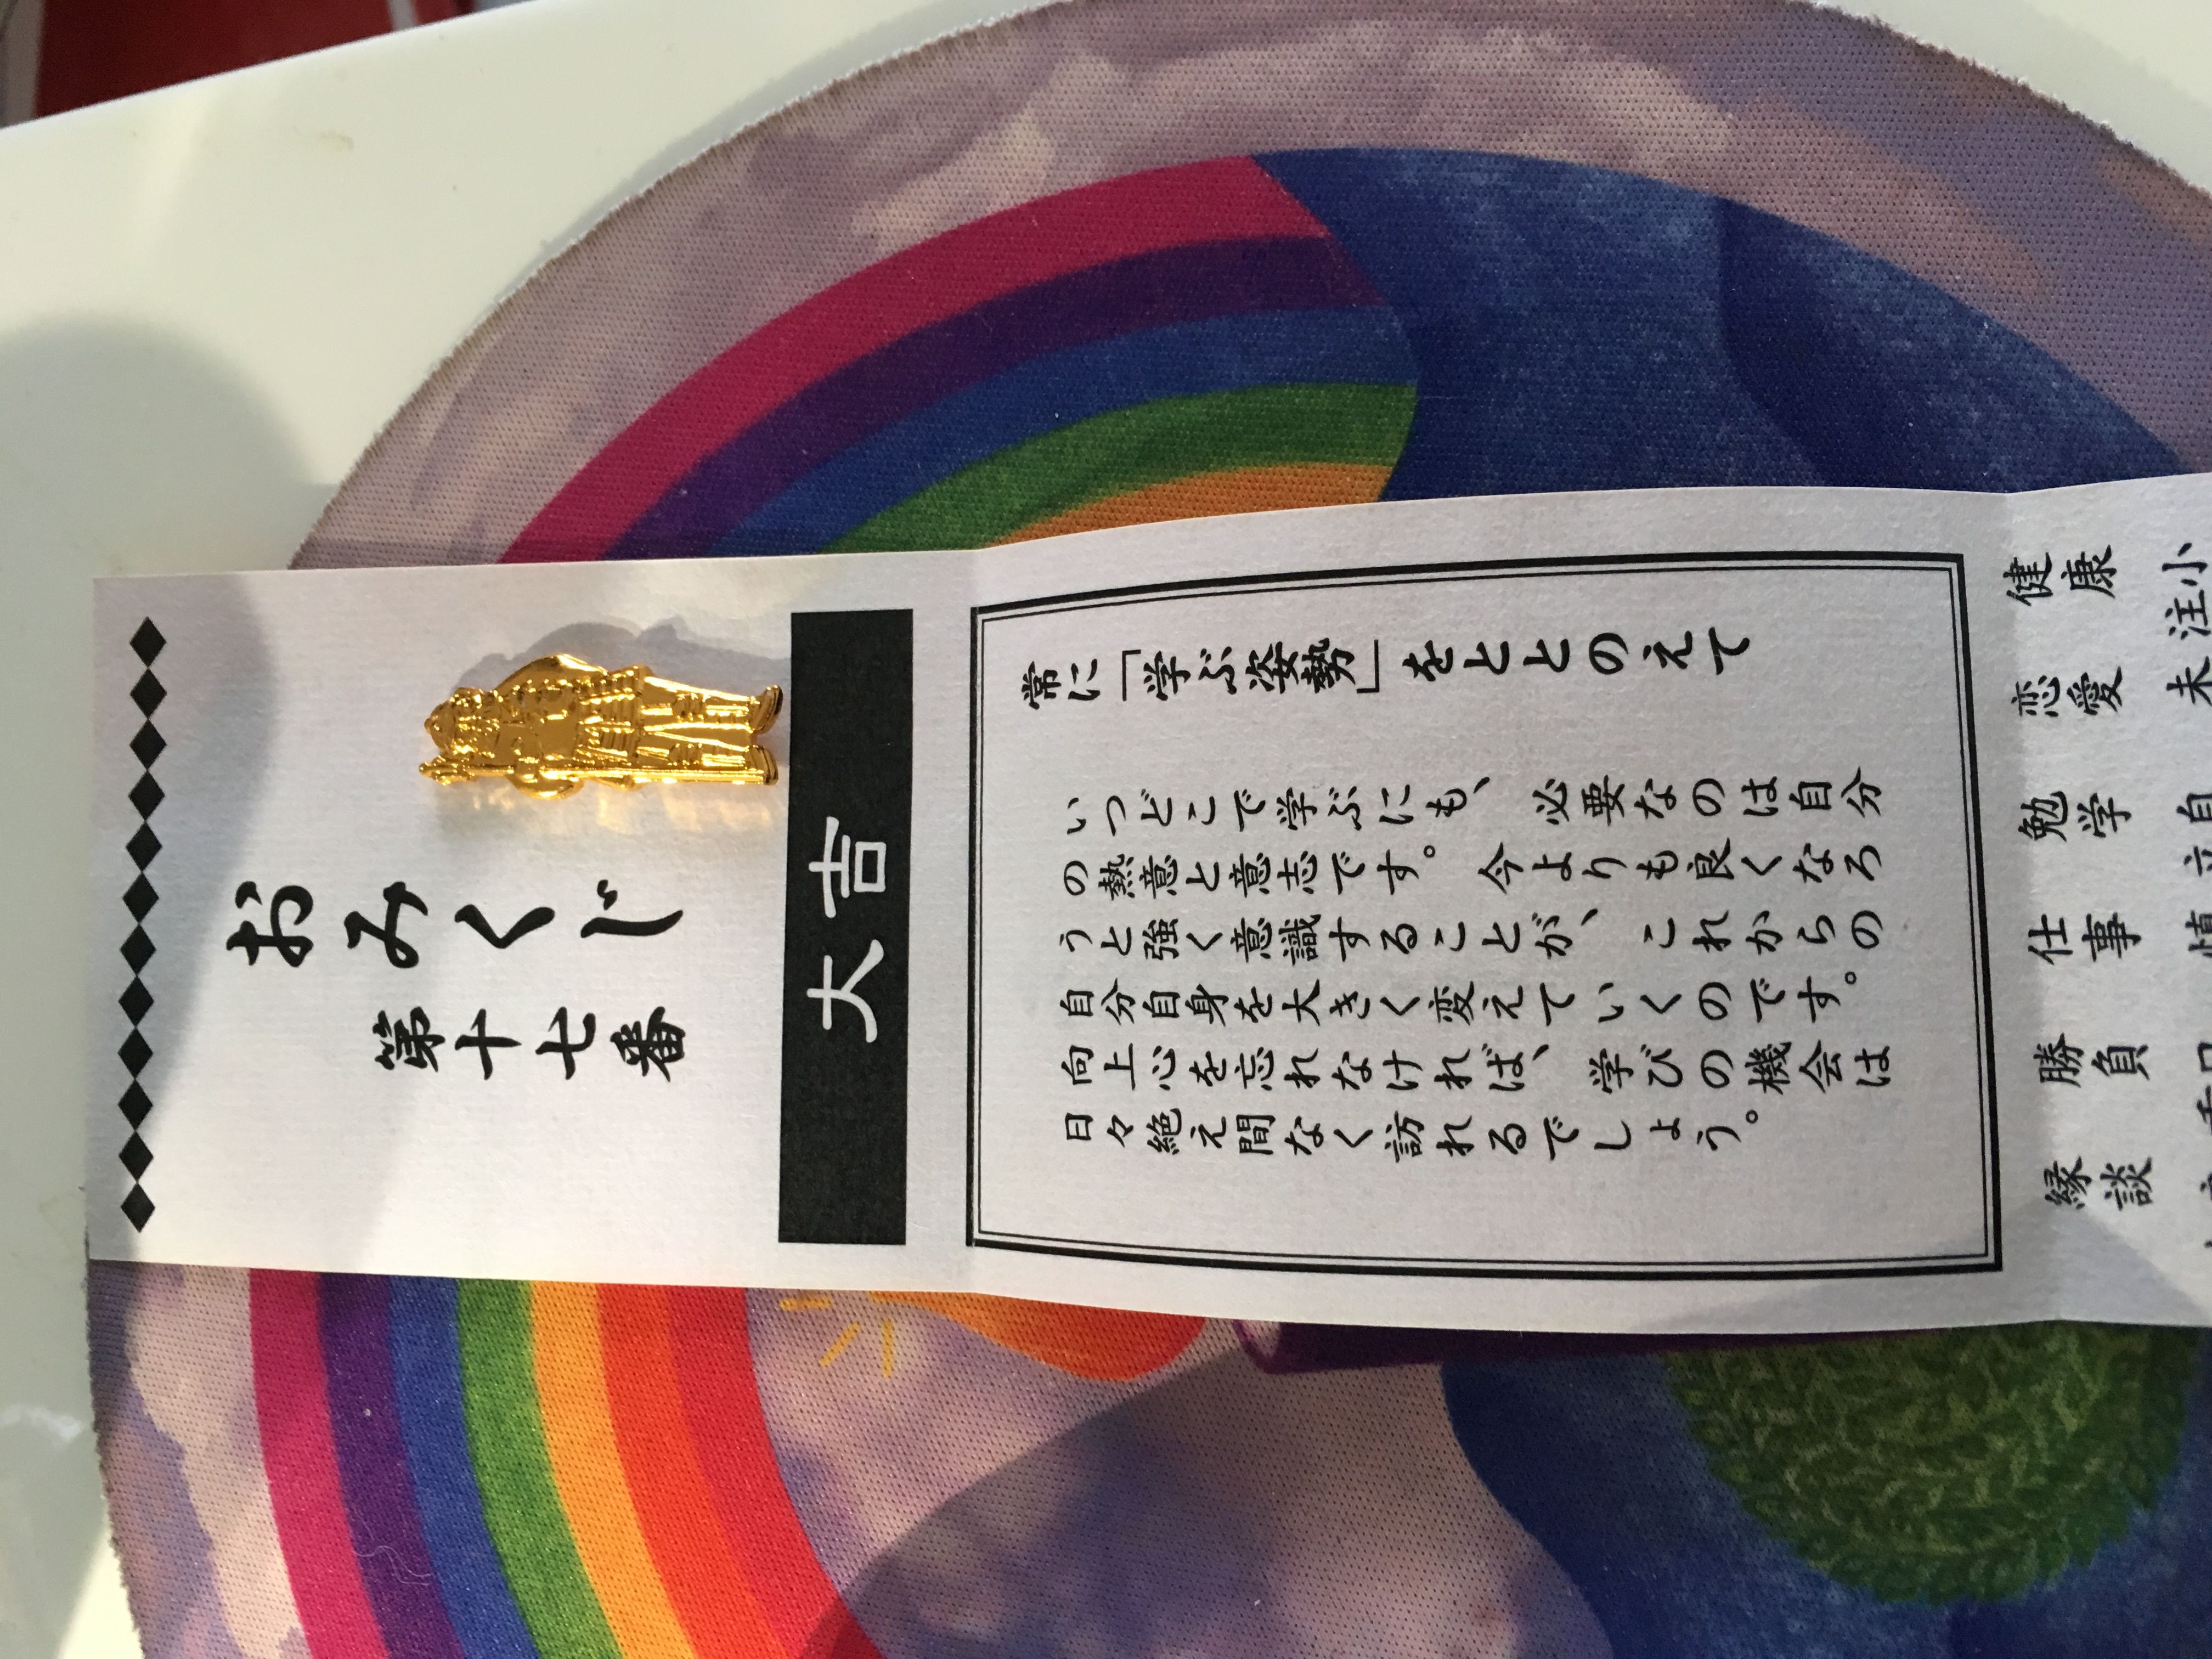 おみくじ
第十七番
大吉
常に「学ぶ姿勢」をととのえて
いつどこで学ぶにも、必要なのは自分
の熱意と意志です。今よりも良くなろ
うと強く意識することが、これからの
自分自身を大きく変えていくのです。
向上心を忘れなければ、学びの機会は
日々絶え間なく訪れるでしょう。
健康
恋愛
勉学
仕事
勝負
縁談
小
注
未
自